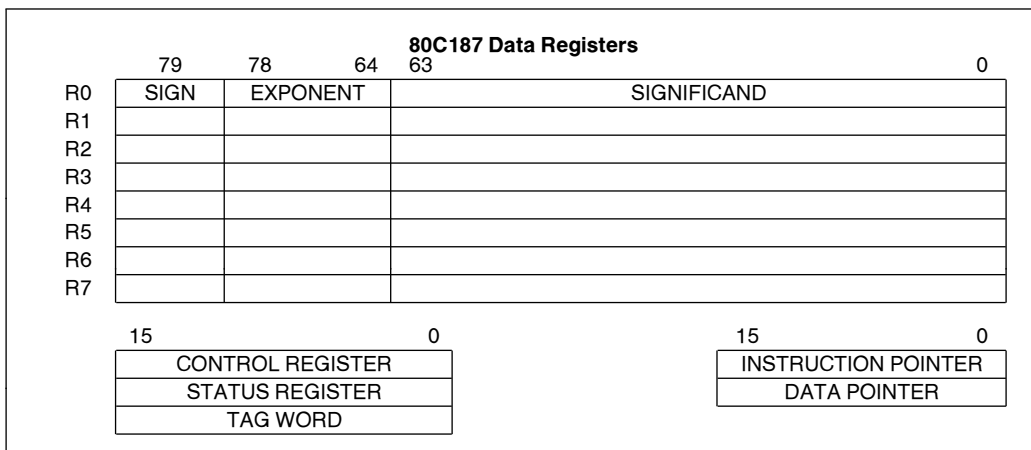 80C187 Data Registers
79 78 64 63 0
R0 SIGN EXPONENT SIGNIFICAND
R1
R2
R3
R4
R5
R6
R7
15 0 15 0
CONTROL REGISTER INSTRUCTION POINTER
STATUS REGISTER DATA POINTER
TAG WORD